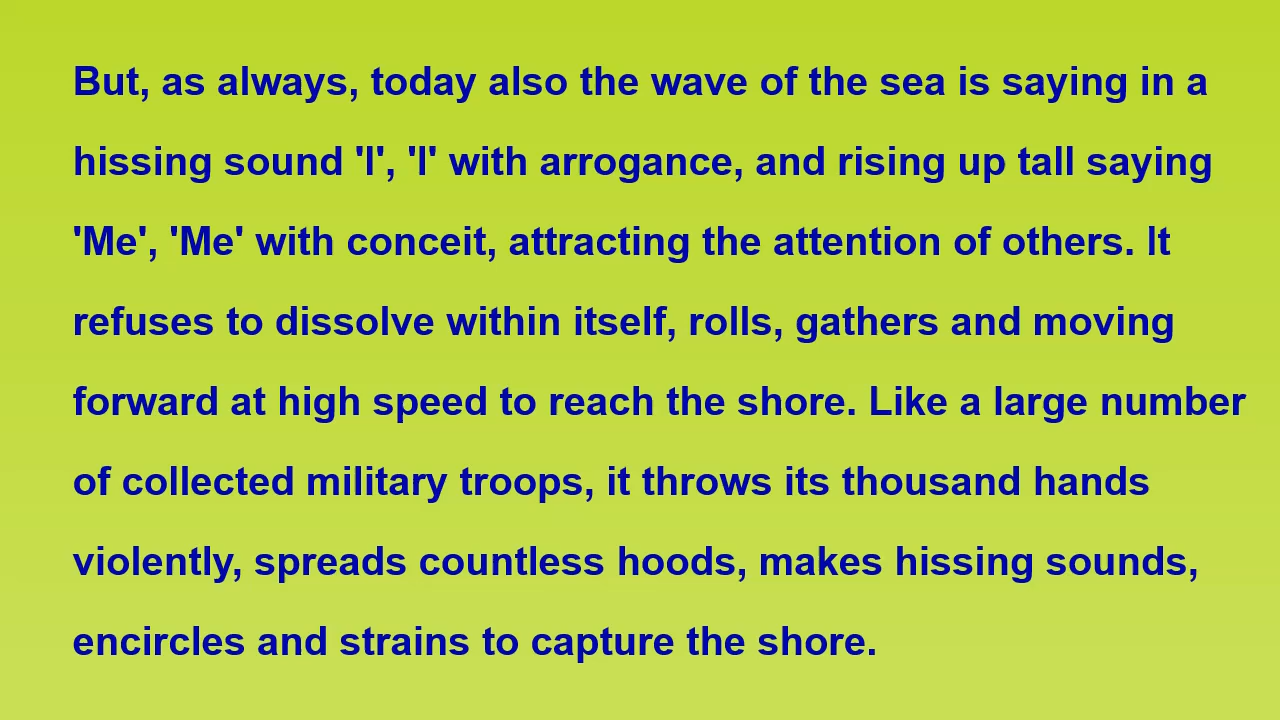 But, as always, today also the wave of the sea is saying in a
hissing sound 'I', 'I' with arrogance, and rising up tall saying
'Me', 'Me' with conceit, attracting the attention of others. It
refuses to dissolve within itself, rolls, gathers and moving
forward at high speed to reach the shore. Like a large number
of collected military troops, it throws its thousand hands
violently, spreads countless hoods, makes hissing sounds,
encircles and strains to capture the shore.